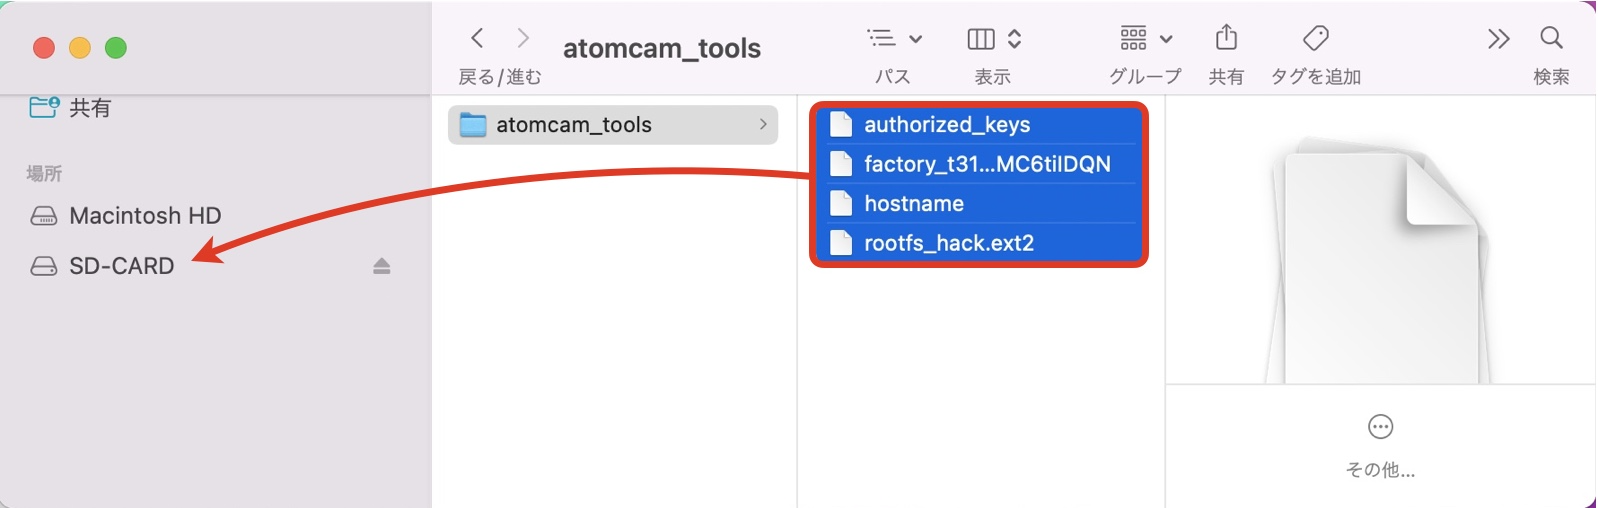 戻る/進む
atomcam_tools
パス
表示
グループ
共有
タグを追加
検索
共有
場所
Macintosh HD
SD-CARD
atomcam_tools
authorized_keys
factory_t31...MC6tiIDQN
hostname
rootfs_hack.ext2
その他...